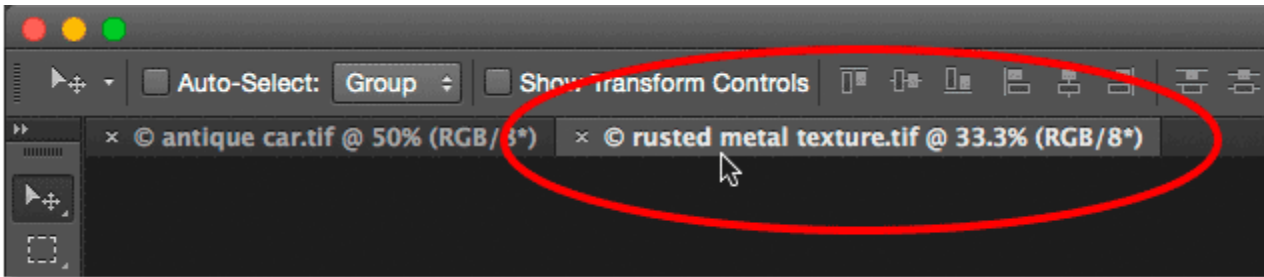 Auto-Select: Group Show Transform Controls
× © antique car.tif @ 50% (RGB/8*) × © rusted metal texture.tif @ 33.3% (RGB/8*)